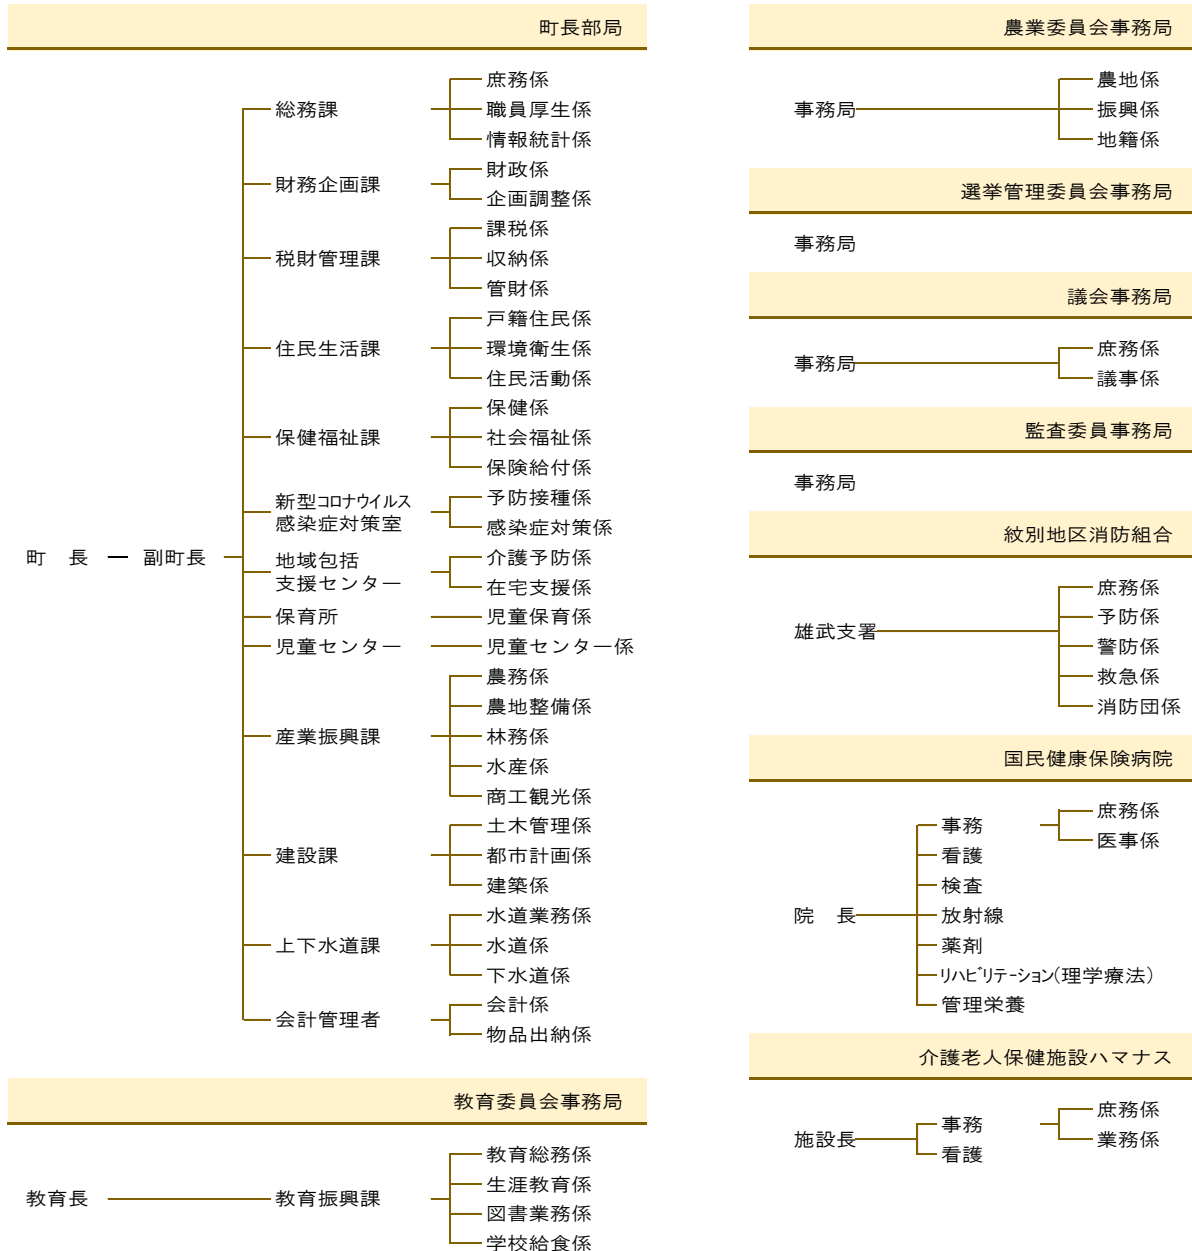 町長部局
町　長
副町長
総務課
庶務係
職員厚生係
情報統計係
財務企画課
財政係
企画調整係
税財管理課
課税係
収納係
管財係
住民生活課
戸籍住民係
環境衛生係
住民活動係
保健福祉課
保健係
社会福祉係
保険給付係
新型コロナウイルス
感染症対策室
予防接種係
感染症対策係
地域包括
支援センター
介護予防係
在宅支援係
保育所
児童保育係
児童センター
児童センター係
産業振興課
農務係
農地整備係
林務係
水産係
商工観光係
建設課
土木管理係
都市計画係
建築係
上下水道課
水道業務係
水道係
下水道係
会計管理者
会計係
物品出納係
教育委員会事務局
教育長
教育振興課
教育総務係
生涯教育係
図書業務係
学校給食係
農業委員会事務局
事務局
農地係
振興係
地籍係
選挙管理委員会事務局
事務局
議会事務局
事務局
庶務係
議事係
監査委員事務局
事務局
紋別地区消防組合
雄武支署
庶務係
予防係
警防係
救急係
消防団係
国民健康保険病院
院　長
事務
庶務係
医事係
看護
検査
放射線
薬剤
リハビリテーション(理学療法)
管理栄養
介護老人保健施設ハマナス
施設長
事務
庶務係
業務係
看護